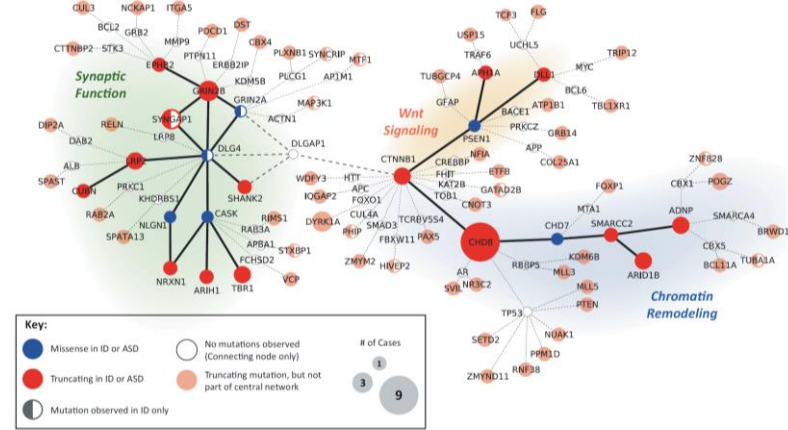 CUL3
NCKAP1
ITGA5
BCL2
GRB2
CTTNBP2
STK3
MMP9
PDCD1
DST
PTPN11
CBX4
EPHB2
ERBB2IP
PLXNB1
SYNCRIP
MTF1
KDM5B
PLCG1
AP1M1
Synaptic
Function
GRIN2B
GRIN2A
MAP3K1
SYNGAP1
ACTN1
DIP2A
RELN
LRP8
DAB2
DLG4
DLGAP1
ALB
LRP2
SPAST
CUBN
PRKC1
SHANK2
KHDRBS1
RAB2A
NLGN1
CASK
RIMS1
SPATA13
RAB3A
APBA1
STXBP1
FCHSD2
NRXN1
ARIH1
TBR1
VCP
TCF3
FLG
USP15
UCHL5
TRAF6
TRIP12
TUBGCP4
APH1A
DLL1
MYC
BCL6
GFAP
BACE1
ATP1B1
TBL1XR1
Wnt
Signaling
PRKCZ
GRB14
PSEN1
APP
NFIA
COL25A1
CTNNB1
CREBBP
FHIT
ETFB
WDFY3
HTT
KAT2B
GATAD2B
APC
TOB1
IQGAP2
FOXO1
CNOT3
CUL4A
DYRK1A
SMAD3
TCRBV5S4
PHIP
FBXW11
PAX5
ZMYM2
HIVEP2
CHD8
ZNF828
CBX1
POGZ
FOXP1
MTA1
ADNP
SMARCA4
CHD7
SMARCC2
BRWD1
CBX5
TUBA1A
BCL11A
RBBP5
KDM6B
MLL3
ARID1B
AR
SVIL
NR3C2
MLL5
PTEN
Chromatin
Remodeling
TP53
SETD2
NUAK1
PPM1D
RNF38
ZMYND11
Key:
Missense in ID or ASD
Truncating in ID or ASD
Mutation observed in ID only
No mutations observed
(Connecting node only)
Truncating mutation, but not
part of central network
# of Cases
1
3
9